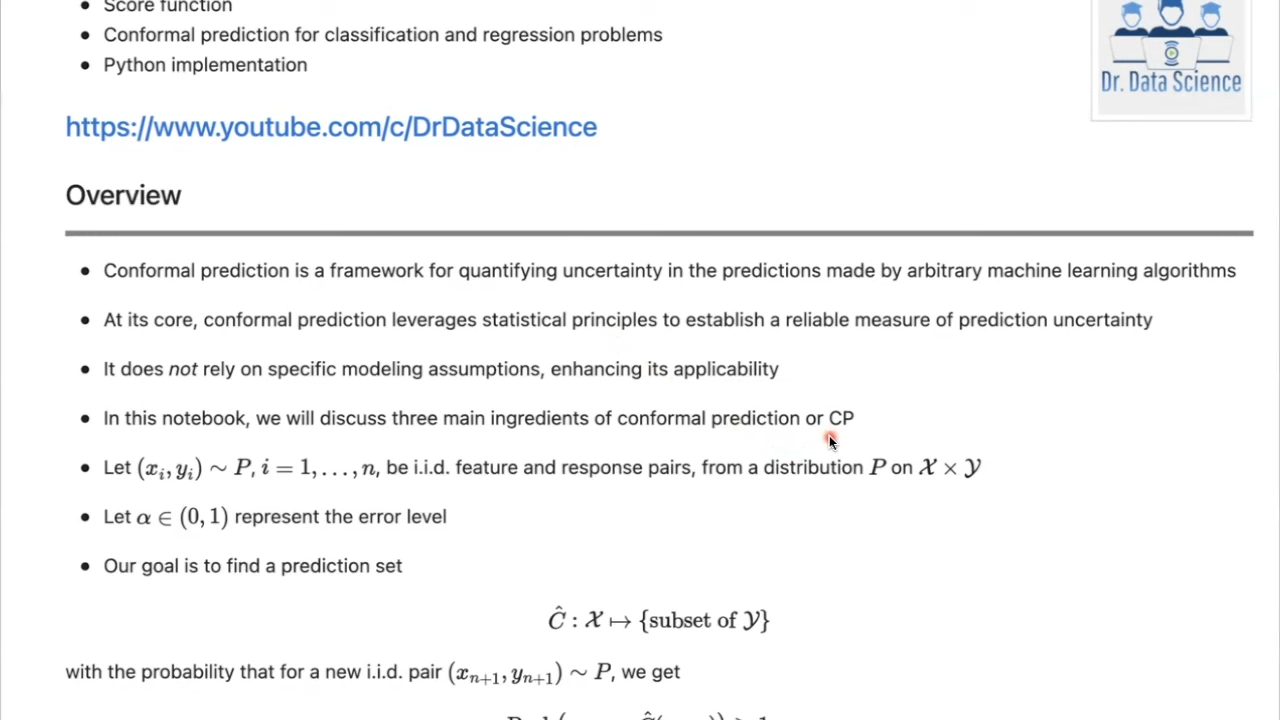 Score function
Conformal prediction for classification and regression problems
Python implementation
Dr. Data Science
https://www.youtube.com/c/DrDataScience
Overview
Conformal prediction is a framework for quantifying uncertainty in the predictions made by arbitrary machine learning algorithms
At its core, conformal prediction leverages statistical principles to establish a reliable measure of prediction uncertainty
It does not rely on specific modeling assumptions, enhancing its applicability
In this notebook, we will discuss three main ingredients of conformal prediction or CP
Let (xᵢ, yᵢ) ∼ P, i = 1, …, n, be i.i.d. feature and response pairs, from a distribution P on 𝒳 × 𝒴
Let α ∈ (0, 1) represent the error level
Our goal is to find a prediction set
Ĉ : 𝒳 ↦ {subset of 𝒴}
with the probability that for a new i.i.d. pair (xₙ₊₁, yₙ₊₁) ∼ P, we get